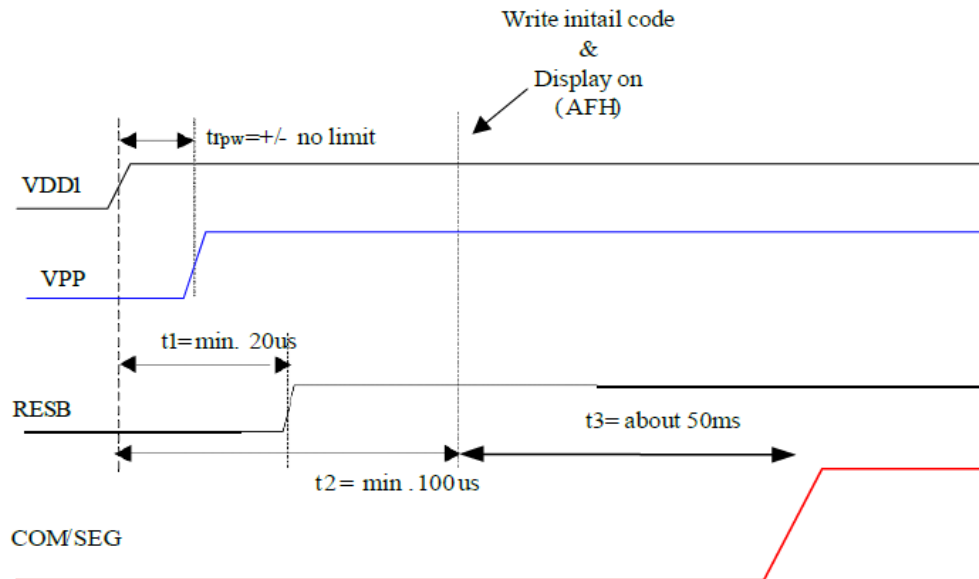 Write initail code
&
Display on
(AFH)
trpw=+/- no limit
VDD1
VPP
t1=min. 20us
RESB
t3=about 50ms
t2= min .100us
COM/SEG